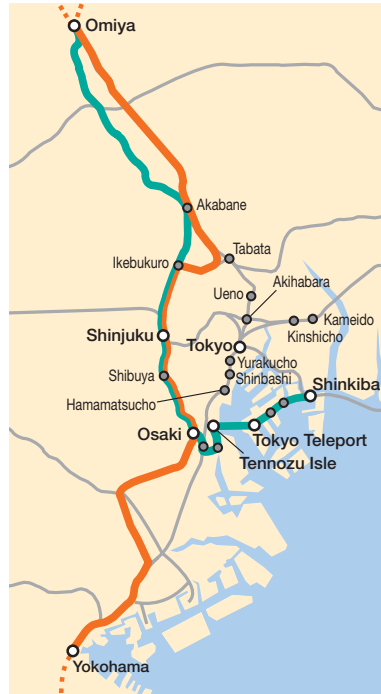 Omiya
Akabane
Ikebukuro
Tabata
Ueno
Akihabara
Kameido
Kinshicho
Shinjuku
Tokyo
Yurakucho
Shinbashi
Shibuya
Hamamatsucho
Shinkiba
Osaki
Tokyo Teleport
Tennozu Isle
Yokohama